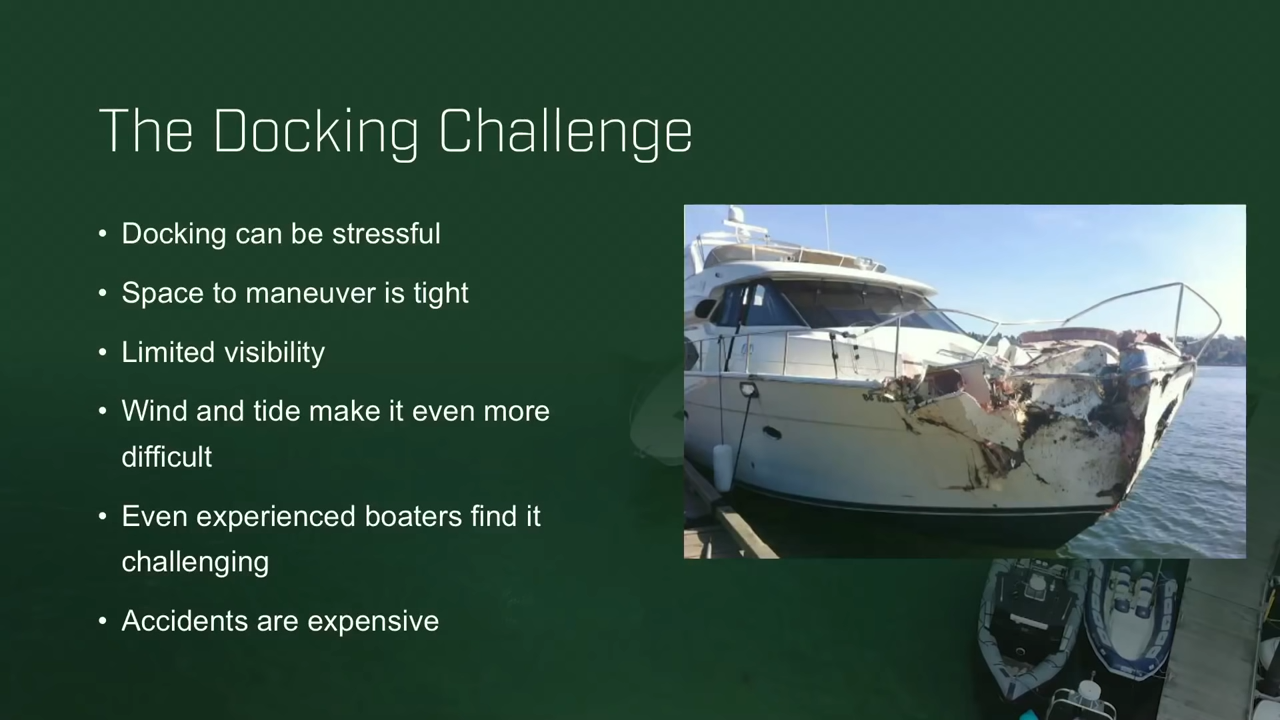 The Docking Challenge
• Docking can be stressful
• Space to maneuver is tight
• Limited visibility
• Wind and tide make it even more
difficult
• Even experienced boaters find it
challenging
• Accidents are expensive